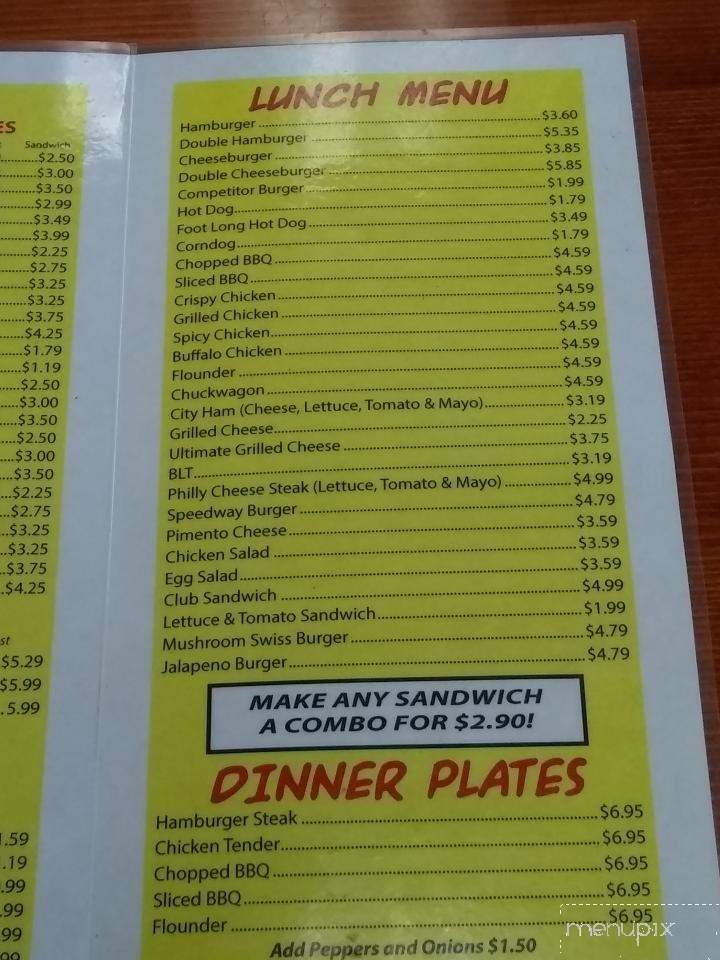 ES
Sandwich
$2.50
$3.00
$3.50
$2.99
$3.49
$3.99
$2.25
$2.75
$3.25
$3.25
$3.75
$4.25
$1.79
$1.19
$2.50
$3.00
$3.50
$2.50
$3.00
$3.50
$2.25
$2.75
$3.25
$3.25
$3.75
$4.25
st
$5.29
$5.99
5.99
1.59
.19
.99
.99
99
99
LUNCH MENU
Hamburger $3.60
Double Hamburger $5.35
Cheeseburger $3.85
Double Cheeseburger $5.85
Competitor Burger $1.99
Hot Dog $1.79
Foot Long Hot Dog $3.49
Corndog $1.79
Chopped BBQ $4.59
Sliced BBQ $4.59
Crispy Chicken $4.59
Grilled Chicken $4.59
Spicy Chicken $4.59
Buffalo Chicken $4.59
Flounder $4.59
Chuckwagon $4.59
City Ham (Cheese, Lettuce, Tomato & Mayo) $3.19
Grilled Cheese $2.25
Ultimate Grilled Cheese $3.75
BLT $3.19
Philly Cheese Steak (Lettuce, Tomato & Mayo) $4.99
Speedway Burger $4.79
Pimento Cheese $3.59
Chicken Salad $3.59
Egg Salad $3.59
Club Sandwich $4.99
Lettuce & Tomato Sandwich $1.99
Mushroom Swiss Burger $4.79
Jalapeno Burger $4.79
MAKE ANY SANDWICH
A COMBO FOR $2.90!
DINNER PLATES
Hamburger Steak $6.95
Chicken Tender $6.95
Chopped BBQ $6.95
Sliced BBQ $6.95
Flounder $6.95
Add Peppers and Onions $1.50
menupix